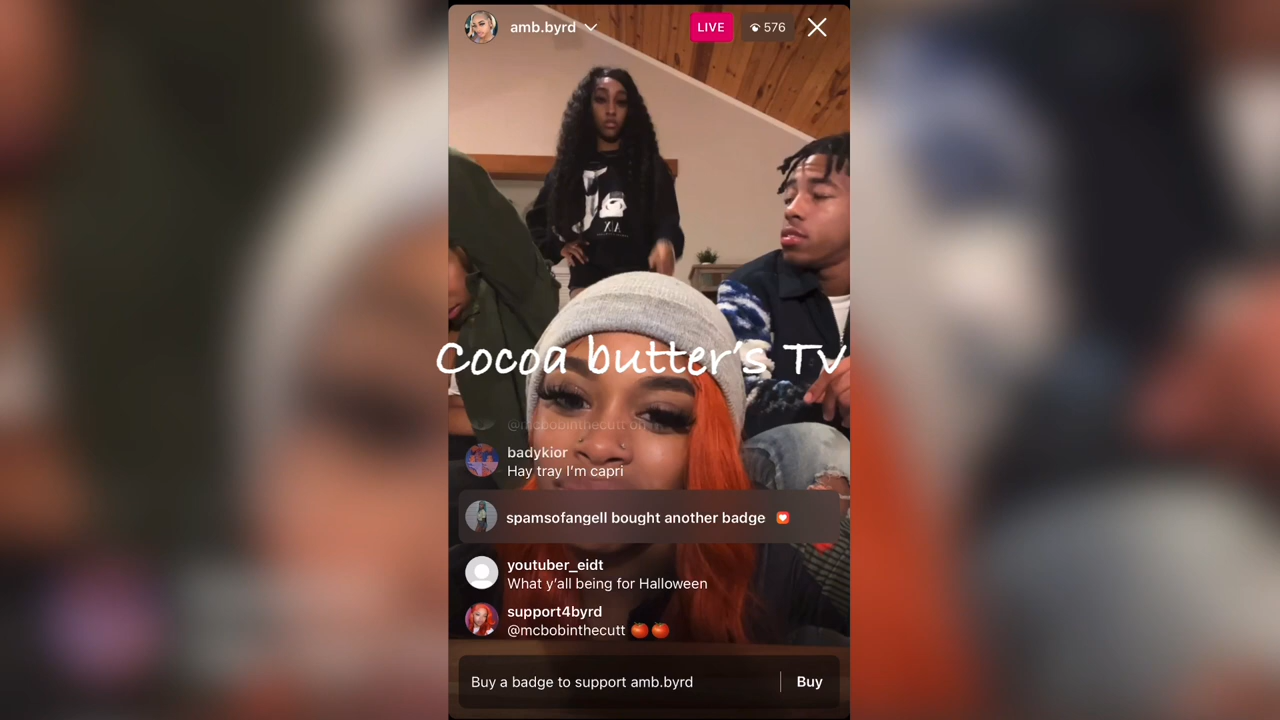 amb.byrd
LIVE
576
Cocoa butter's Tv
@mcbobinthecutt
badykior
Hay tray I'm capri
spamsofangell bought another badge
youtuber_eidt
What y'all being for Halloween
support4byrd
@mcbobinthecutt 🍅🍅
Buy a badge to support amb.byrd
Buy